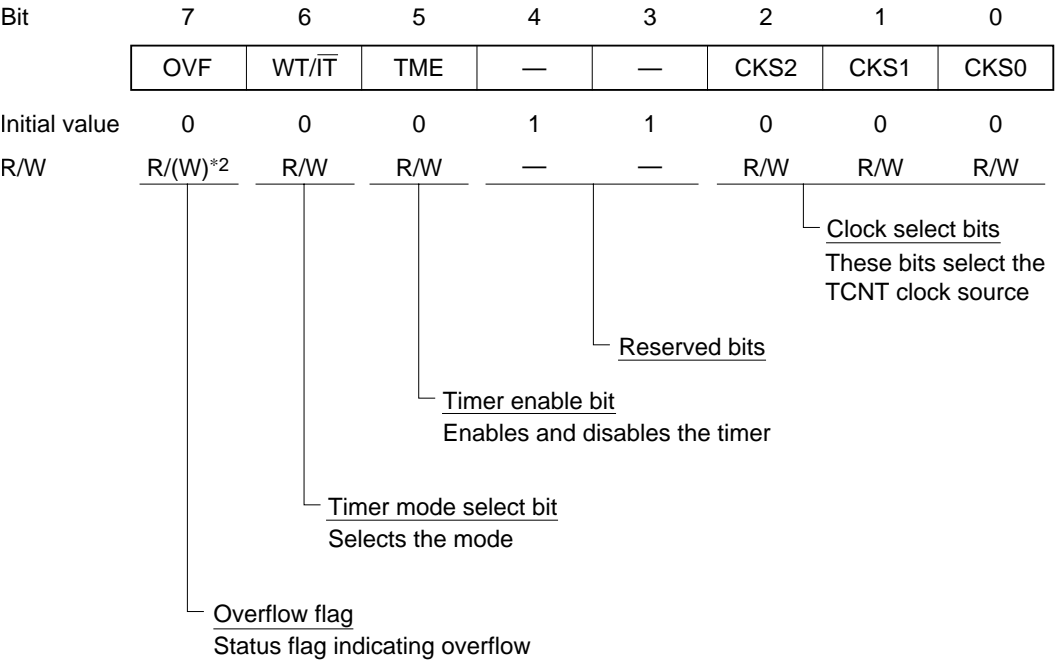 Bit 7 6 5 4 3 2 1 0
OVF WT/I̅T̅ TME — — CKS2 CKS1 CKS0
Initial value 0 0 0 1 1 0 0 0
R/W R/(W)*2 R/W R/W — — R/W R/W R/W
Clock select bits
These bits select the
TCNT clock source
Reserved bits
Timer enable bit
Enables and disables the timer
Timer mode select bit
Selects the mode
Overflow flag
Status flag indicating overflow